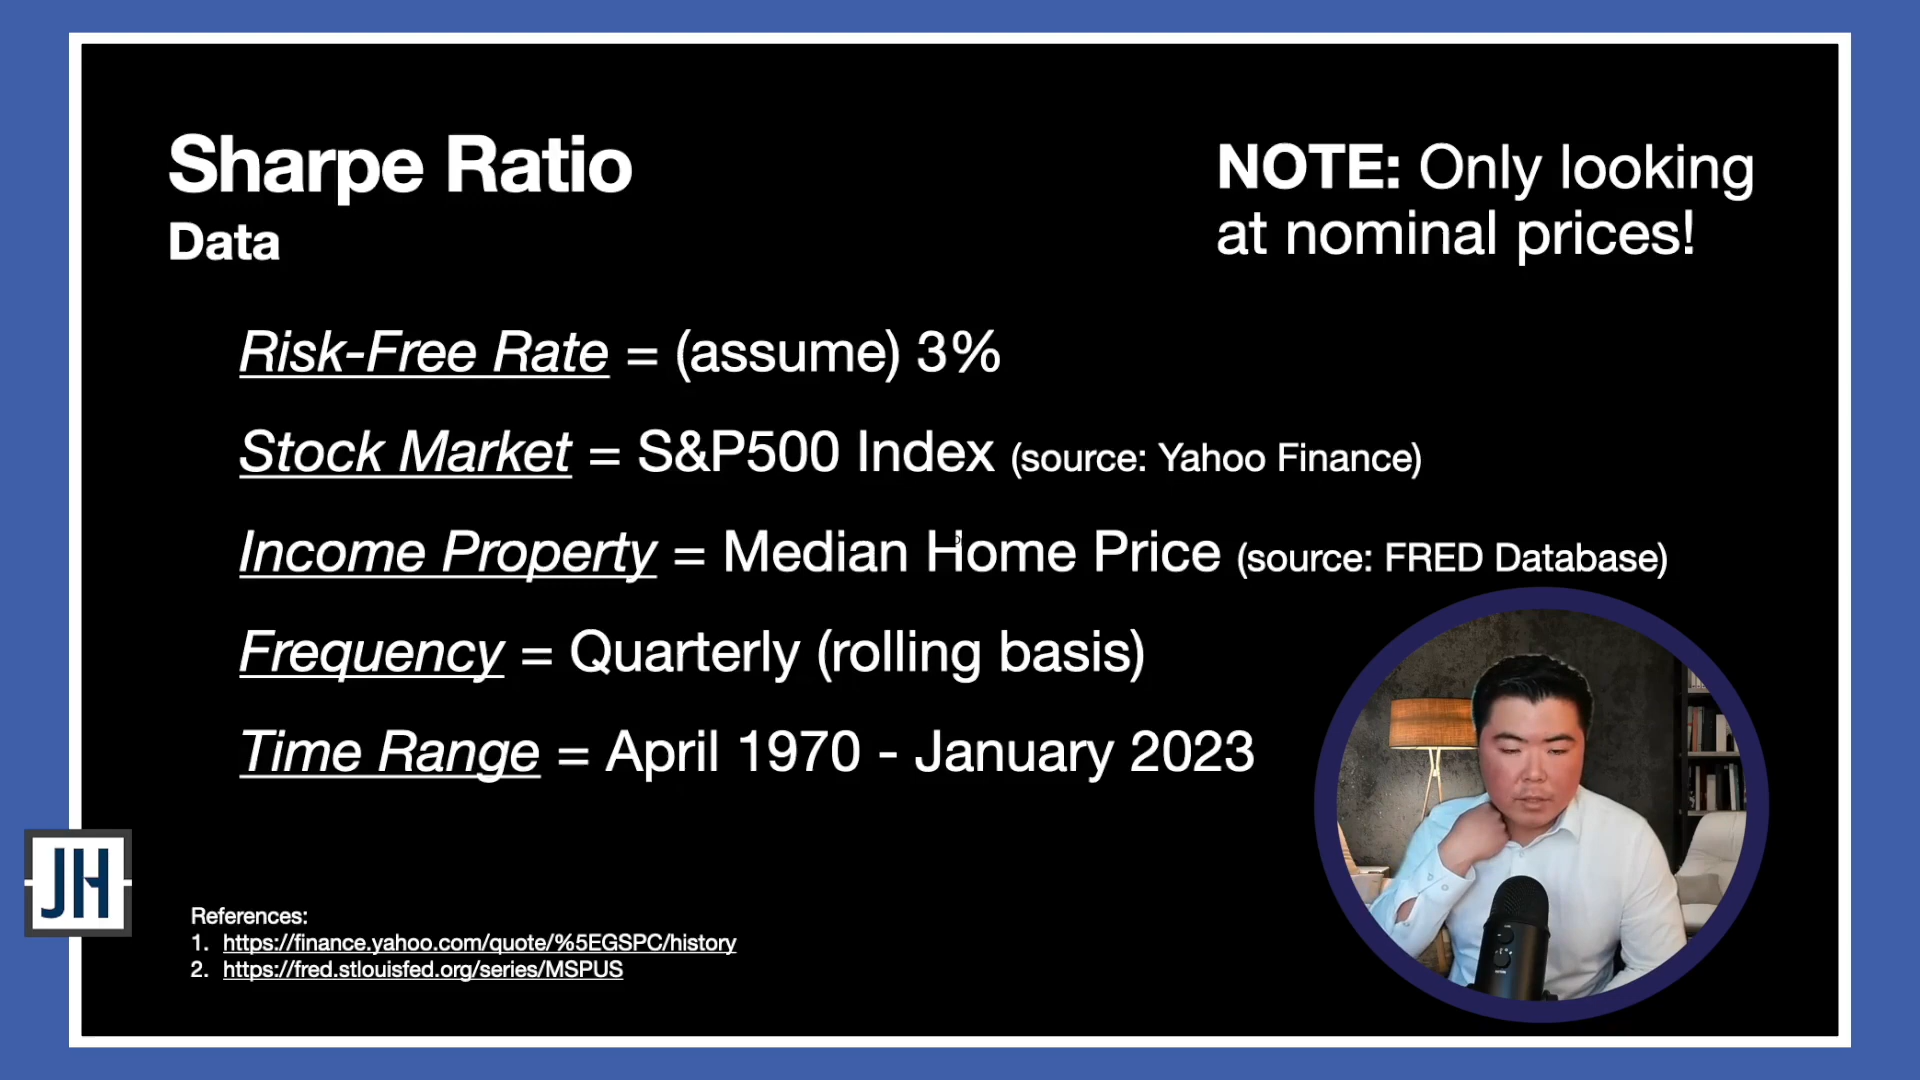 Sharpe Ratio
Data
NOTE: Only looking
at nominal prices!
Risk-Free Rate = (assume) 3%
Stock Market = S&P500 Index (source: Yahoo Finance)
Income Property = Median Home Price (source: FRED Database)
Frequency = Quarterly (rolling basis)
Time Range = April 1970 - January 2023
JH
References:
1. https://finance.yahoo.com/quote/%5EGSPC/history
2. https://fred.stlouisfed.org/series/MSPUS